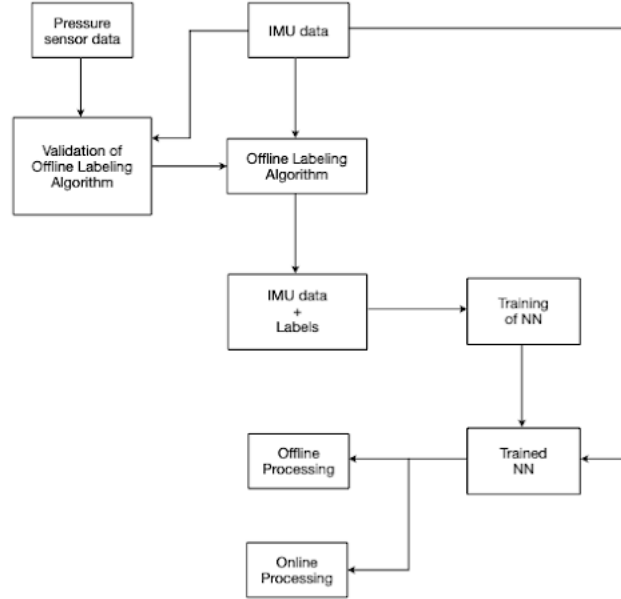 Pressure
sensor data
IMU data
Validation of
Offline Labeling
Algorithm
Offline Labeling
Algorithm
IMU data
+
Labels
Training
of NN
Offline
Processing
Trained
NN
Online
Processing